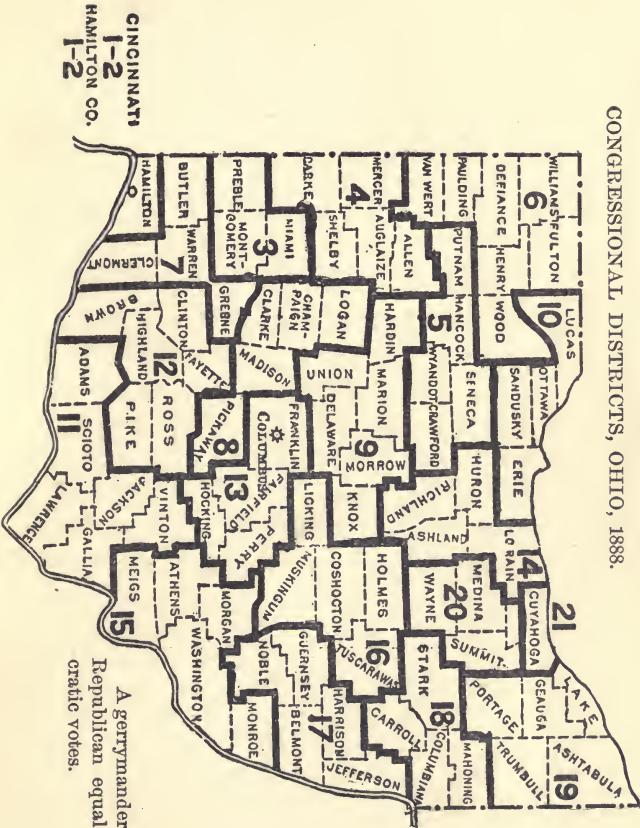 CONGRESSIONAL DISTRICTS, OHIO, 1888.
CINCINNATI
1-2
HAMILTON CO.
1-2
WILLIAMS
FULTON
6
DEFIANCE
HENRY
PAULDING
VAN WERT
PUTNAM
WOOD
HANCOCK
5
10
LUCAS
OTTAWA
SANDUSKY
SENECA
WYANDOT
CRAWFORD
ERIE
HURON
LORAIN
14
RICHLAND
ASHLAND
MEDINA
20
WAYNE
SUMMIT
CUYAHOGA
21
LAKE
GEAUGA
PORTAGE
ASHTABULA
19
TRUMBULL
MAHONING
STARK
18
COLUMBIAN
CARROLL
MERCER
4
AUGLAIZE
ALLEN
DARKE
SHELBY
MIAMI
3
PREBLE
MONT-
GOMERY
BUTLER
WARREN
7
HAMILTON
CLERMONT
GREENE
CLARKE
CHAM-
PAIGN
LOGAN
HARDIN
MADISON
UNION
MARION
DELAWARE
9
MORROW
KNOX
CLINTON
FAYETTE
12
HIGHLAND
BROWN
ROSS
PIKE
ADAMS
11
SCIOTO
LAWRENCE
JACKSON
GALLIA
VINTON
PICKWAY
8
FRANKLIN
COLUMBUS
13
FAIRFIELD
HOCKING
PERRY
LICKING
MUSKINGUM
COSHOCTON
HOLMES
TUSCARAWAS
16
MEIGS
15
ATHENS
MORGAN
WASHINGTON
NOBLE
MONROE
GUERNSEY
BELMONT
17
HARRISON
JEFFERSON
A gerrymander
Republican equal
cratic votes.